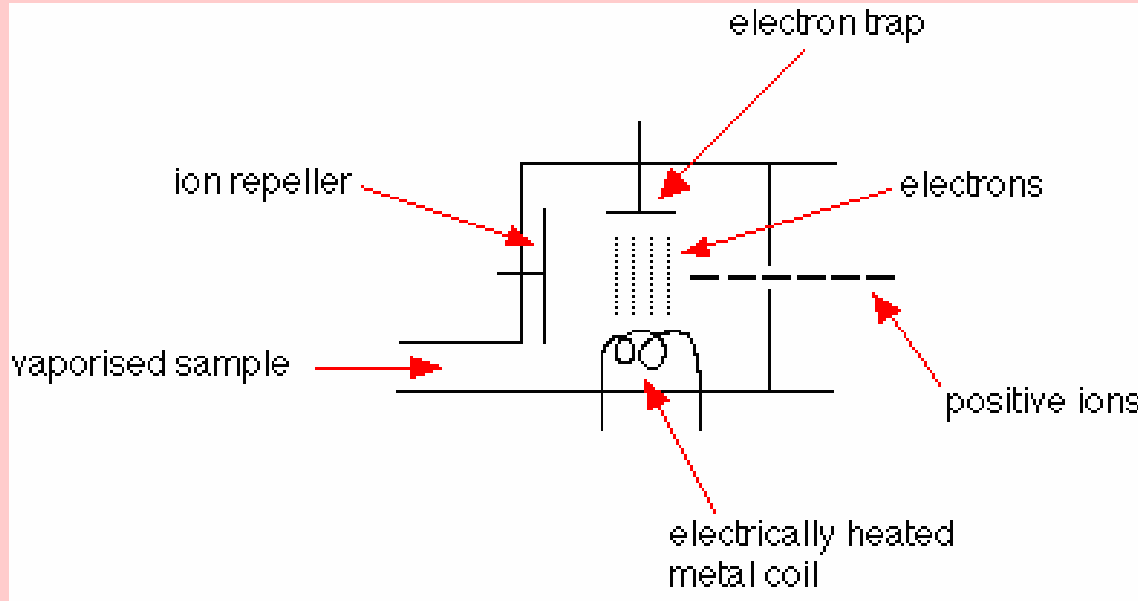 electron trap
ion repeller
electrons
vaporised sample
positive ions
electrically heated
metal coil